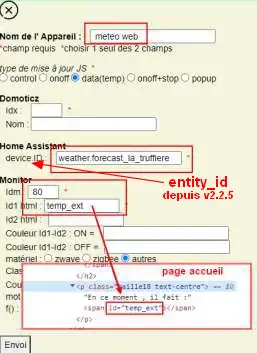 Nom de l' Appareil : meteo web *
*champ requis *choisir 1 seul des 2 champs
type de mise à jour JS *
control onoff data(temp) onoff+stop popup
Domoticz
Idx : *
Nom :
Home Assistant
device.ID : weather.forecast_la_truffiere *
entity_id
depuis v2.2.5
Monitor
Idm : 80 *
Id1 html : temp_ext *
id2 html :
Couleur Id1-Id2 : ON =
Couleur Id1-Id2 : OFF =
matériel : zwave zigbee autres
page accueil
</span>
</h2>
<p class="taille18 text-centre"> == $0
"En ce moment , il fait :"
<span id="temp_ext"></span>
</p>
Clas
Coul
mot
f() :
Envoi